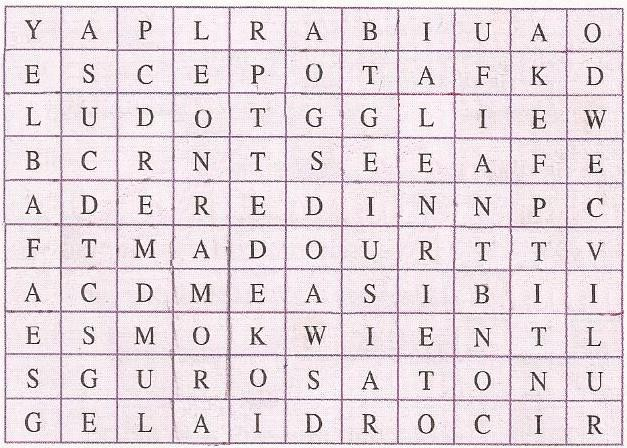 Y A P L R A B I U A O
E S C E P O T A F K D
L U D O T G G L I E W
B C R N T S E E A F E
A D E R E D I N N P C
F T M A D O U R T T V
A C D M E A S I B I I
E S M O K W I E N T L
S G U R O S A T O N U
G E L A I D R O C I R